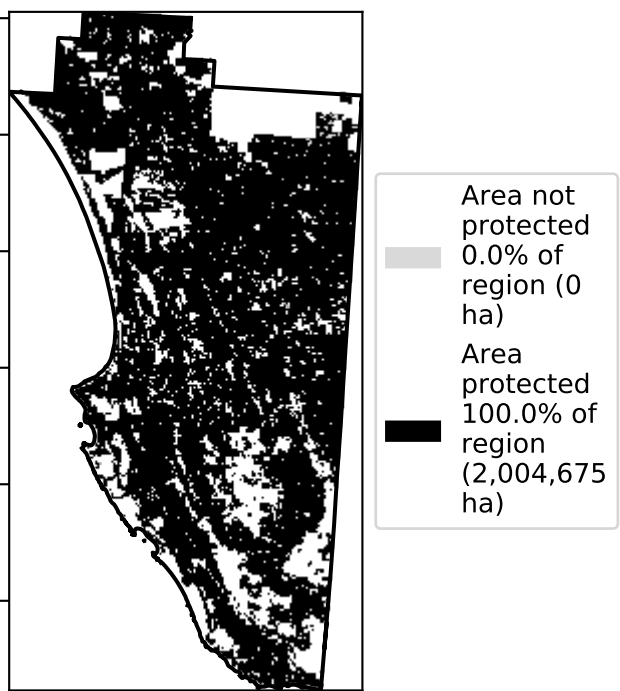 Area not
protected
0.0% of
region (0
ha)
Area
protected
100.0% of
region
(2,004,675
ha)